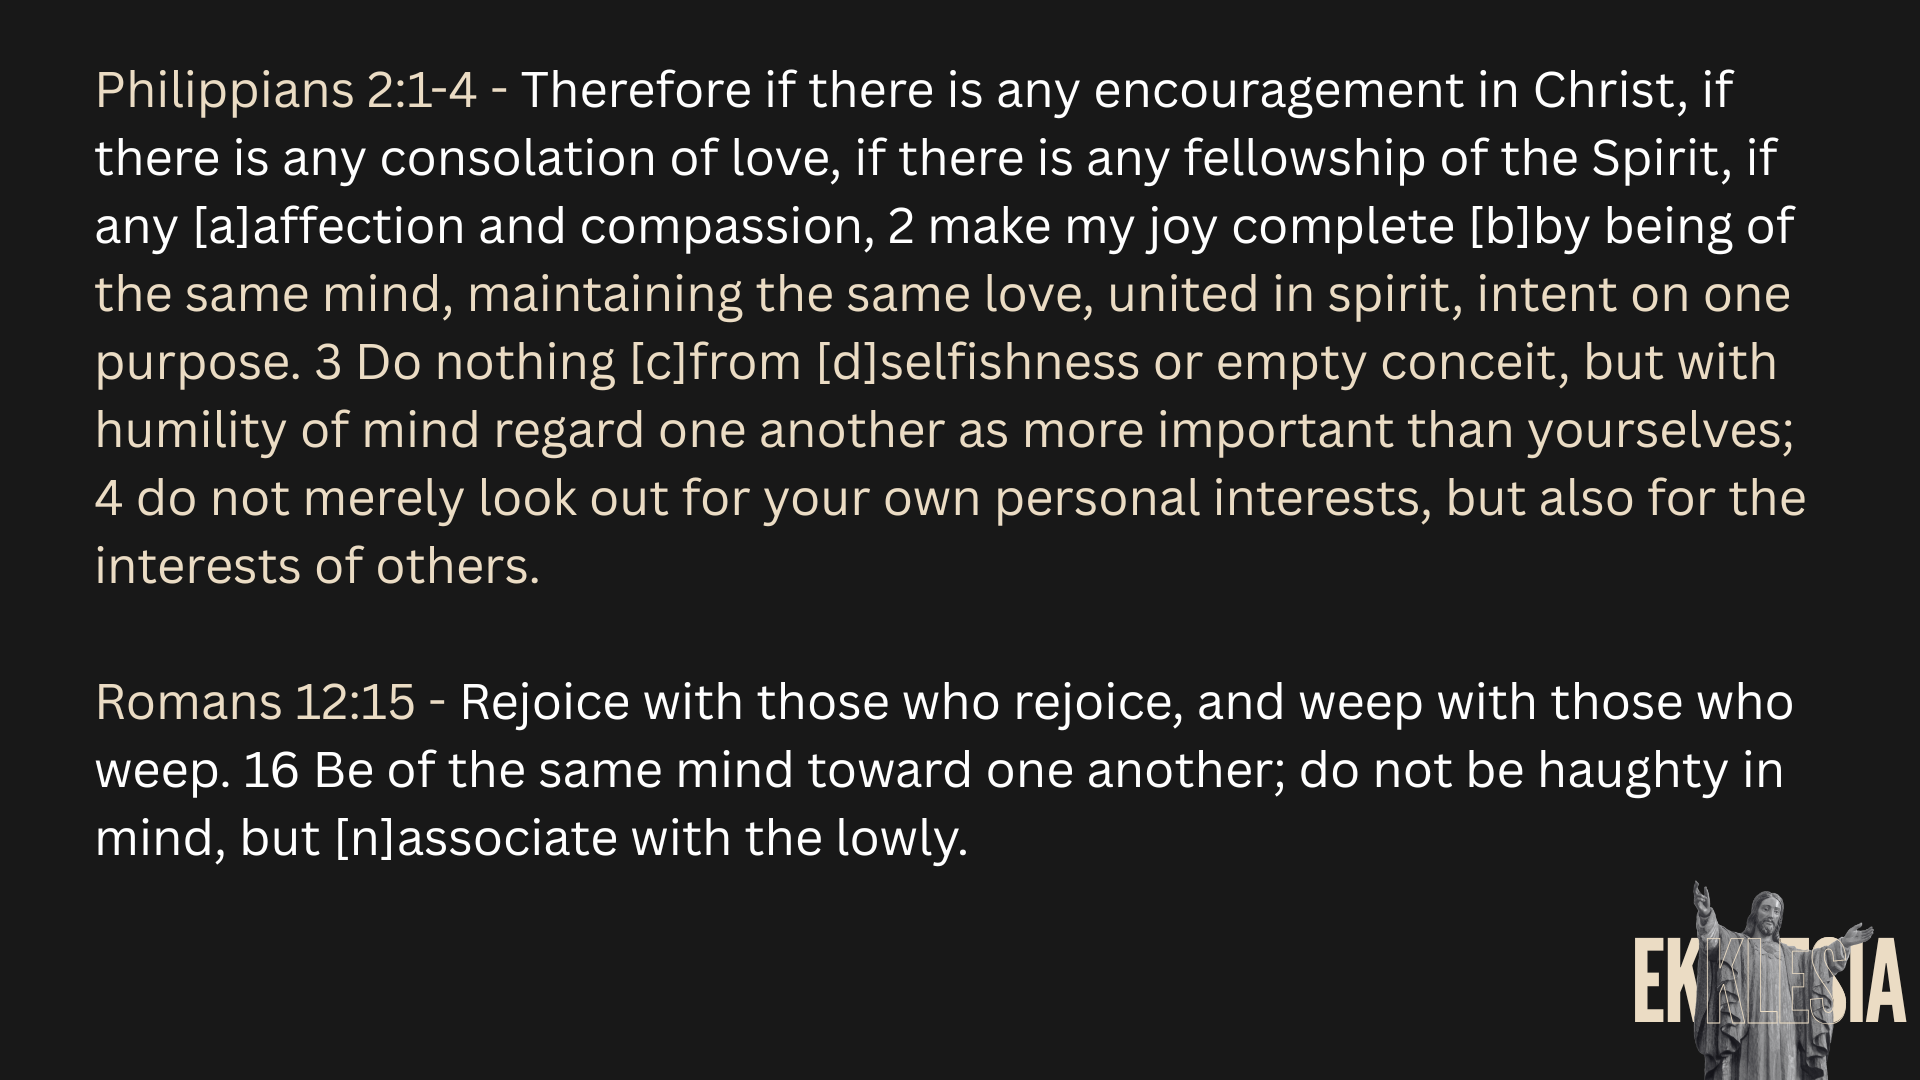 Philippians 2:1-4 - Therefore if there is any encouragement in Christ, if
there is any consolation of love, if there is any fellowship of the Spirit, if
any [a]affection and compassion, 2 make my joy complete [b]by being of
the same mind, maintaining the same love, united in spirit, intent on one
purpose. 3 Do nothing [c]from [d]selfishness or empty conceit, but with
humility of mind regard one another as more important than yourselves;
4 do not merely look out for your own personal interests, but also for the
interests of others.
Romans 12:15 - Rejoice with those who rejoice, and weep with those who
weep. 16 Be of the same mind toward one another; do not be haughty in
mind, but [n]associate with the lowly.
EKKLESIA